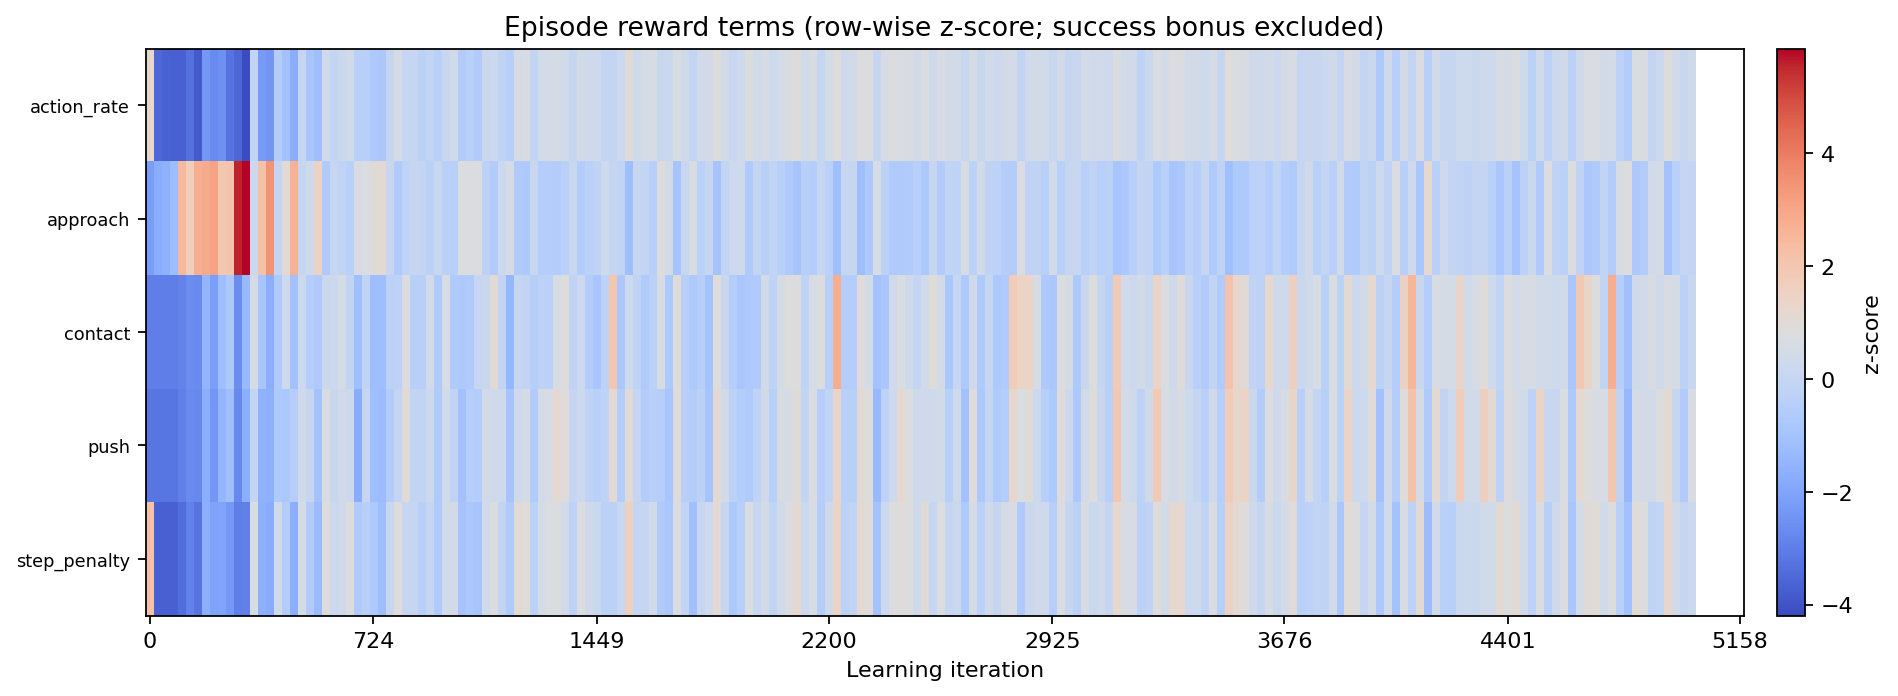 Episode reward terms (row-wise z-score; success bonus excluded)
action_rate
approach
contact
push
step_penalty
0 724 1449 2200 2925 3676 4401 5158
Learning iteration
4
2
0
−2
−4
z-score